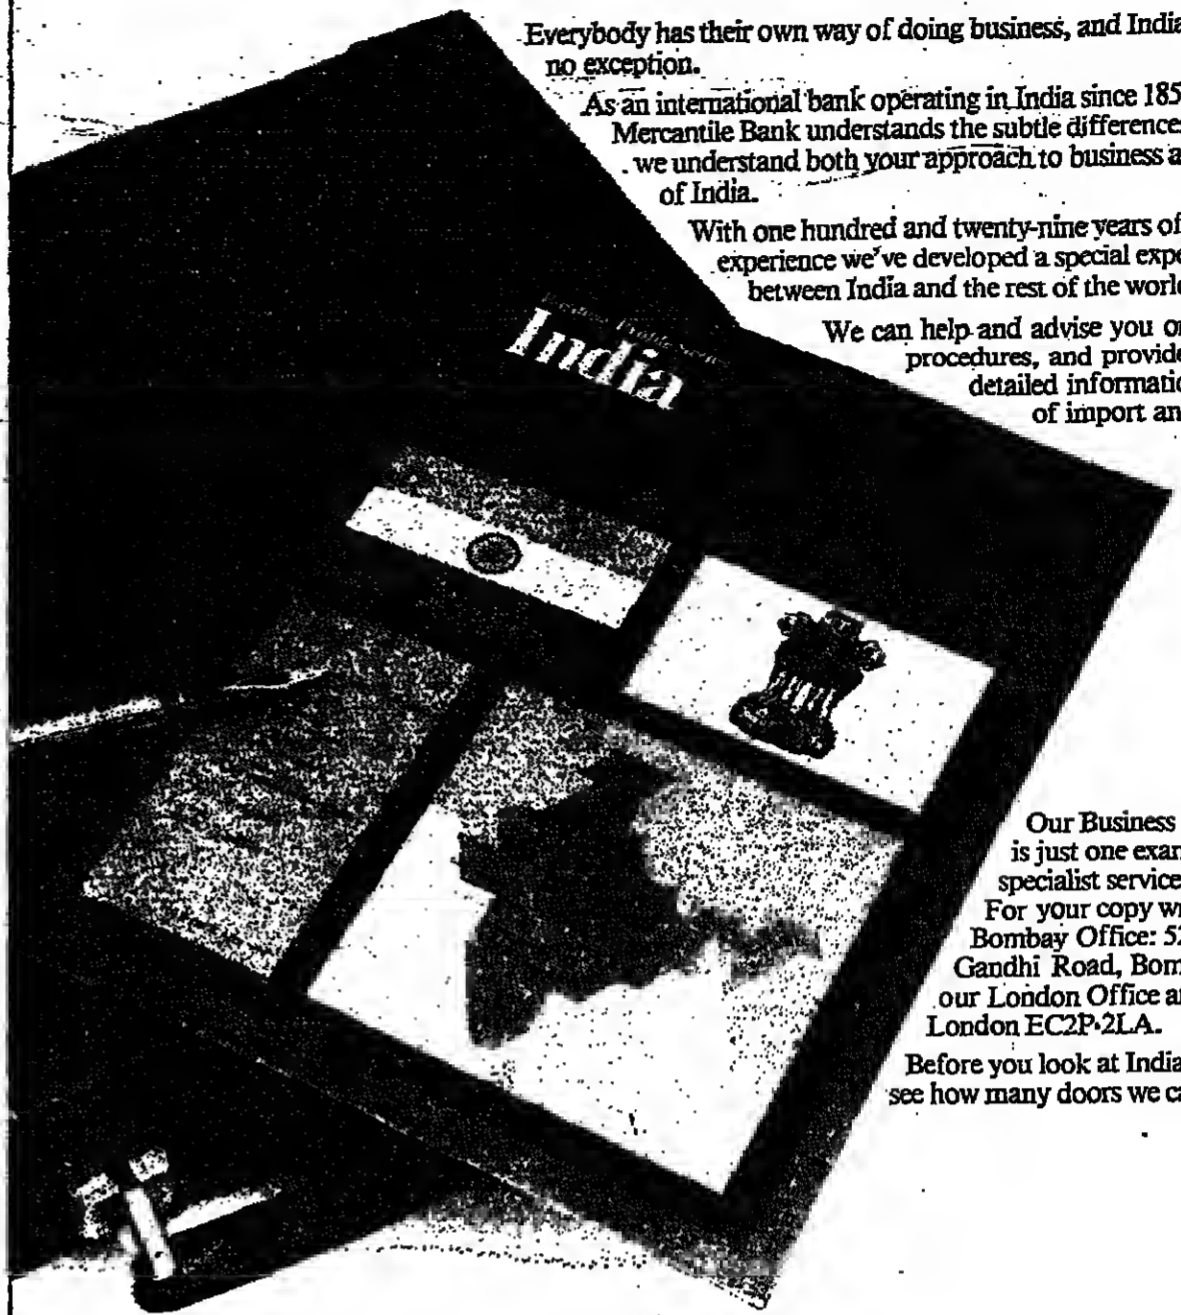 Everybody has their own way of doing business, and India
no exception.
As an international bank operating in India since 185
Mercantile Bank understands the subtle difference
we understand both your approach to business a
of India.
With one hundred and twenty-nine years of
experience we've developed a special expe
between India and the rest of the worl
We can help and advise you o
procedures, and provid
detailed informati
of import an
India
Our Business
is just one exa
specialist service
For your copy w
Bombay Office: 52
Gandhi Road, Bom
our London Office a
London EC2P 2LA.
Before you look at India
see how many doors we ca